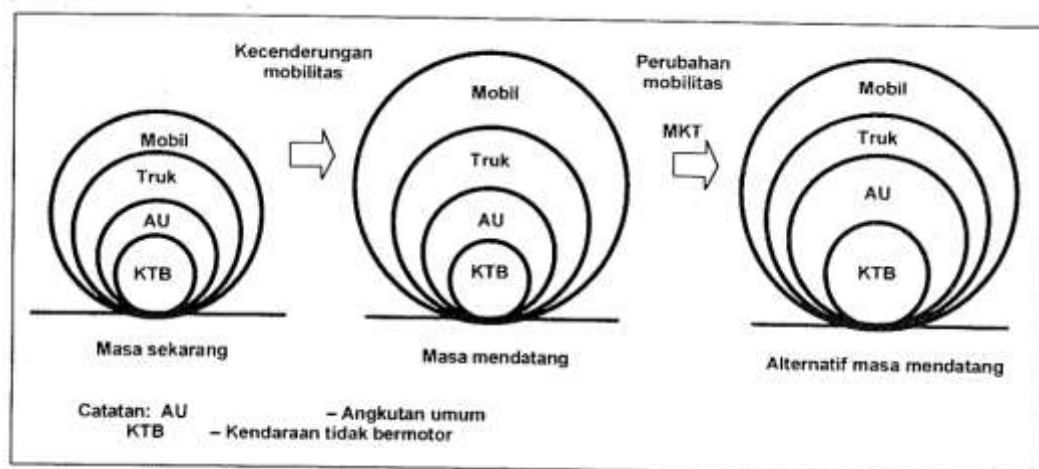 Kecenderungan
mobilitas
Perubahan
mobilitas
MKT
Mobil
Truk
AU
KTB
Mobil
Truk
AU
KTB
Mobil
Truk
AU
KTB
Masa sekarang
Masa mendatang
Alternatif masa mendatang
Catatan: AU – Angkutan umum
KTB – Kendaraan tidak bermotor